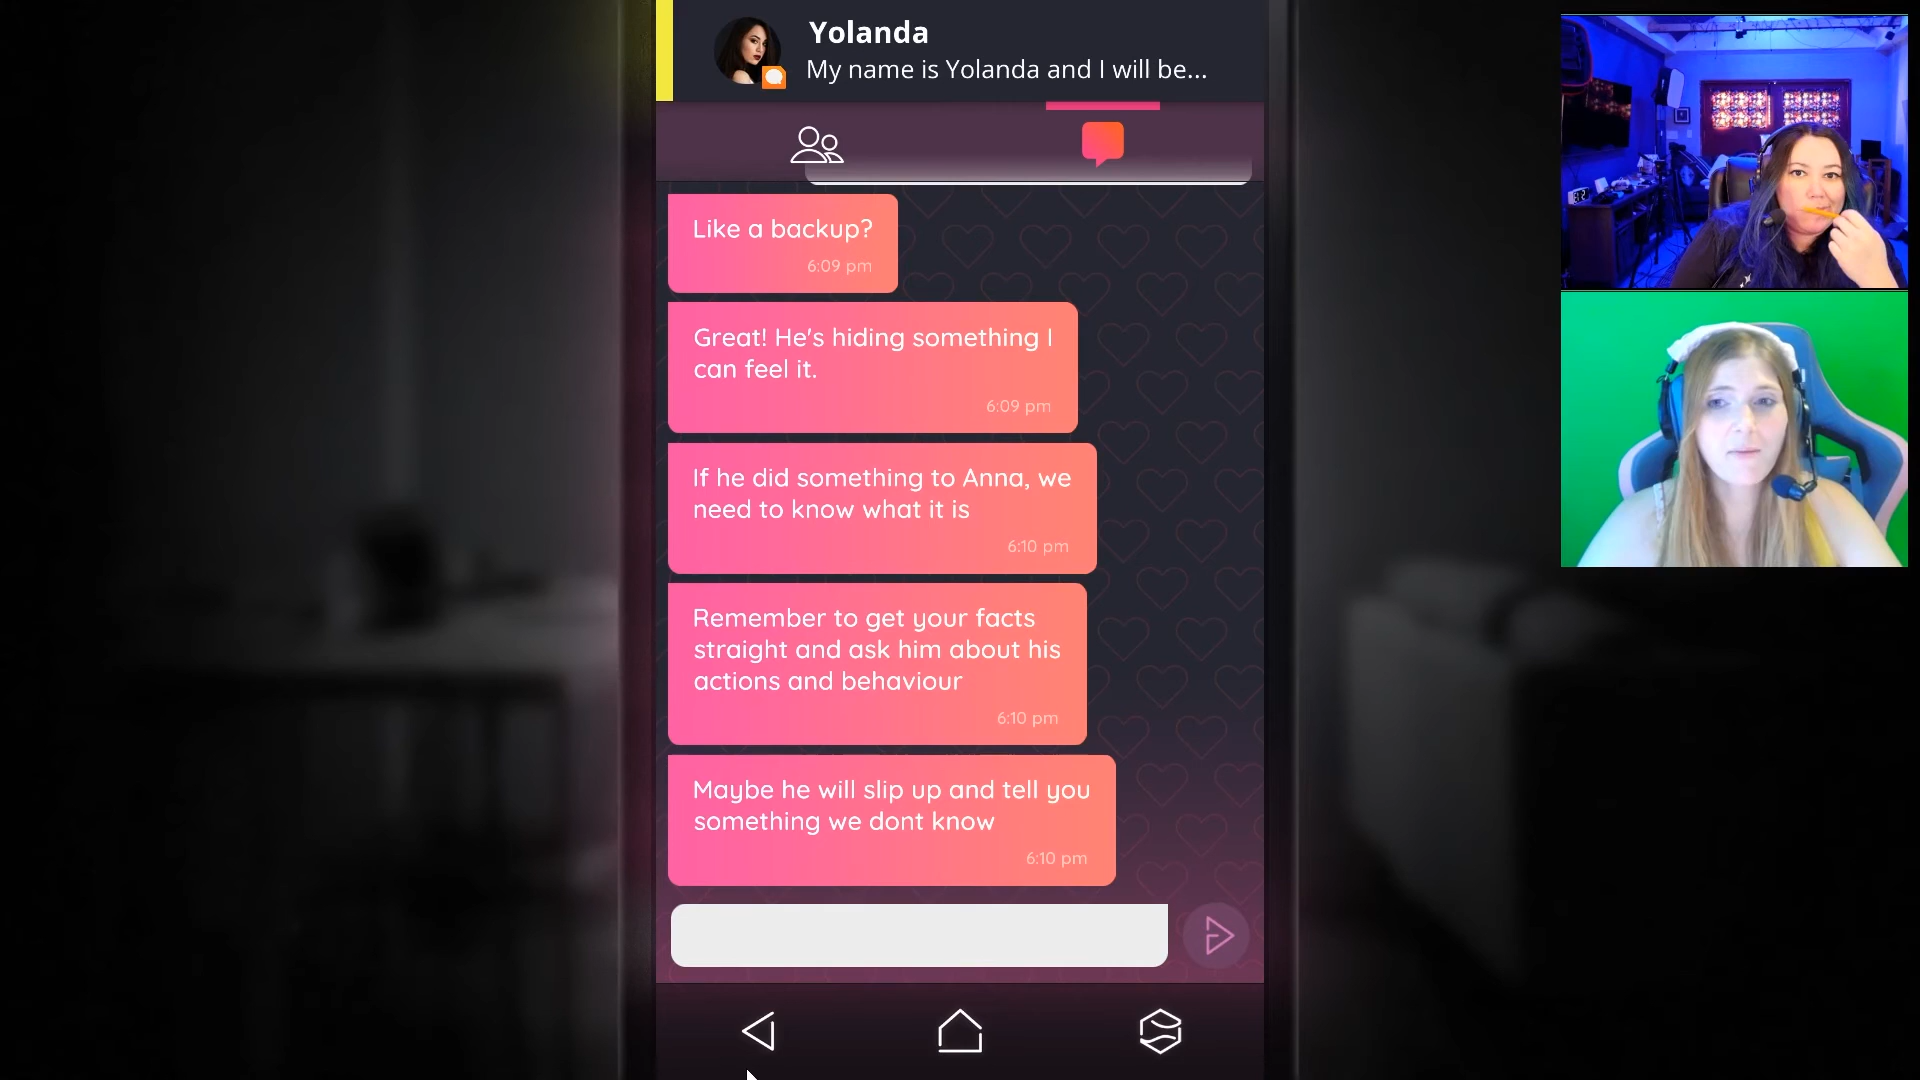 Yolanda
My name is Yolanda and I will be...
Like a backup?
6:09 pm
Great! He's hiding something I
can feel it.
6:09 pm
If he did something to Anna, we
need to know what it is
6:10 pm
Remember to get your facts
straight and ask him about his
actions and behaviour
6:10 pm
Maybe he will slip up and tell you
something we dont know
6:10 pm